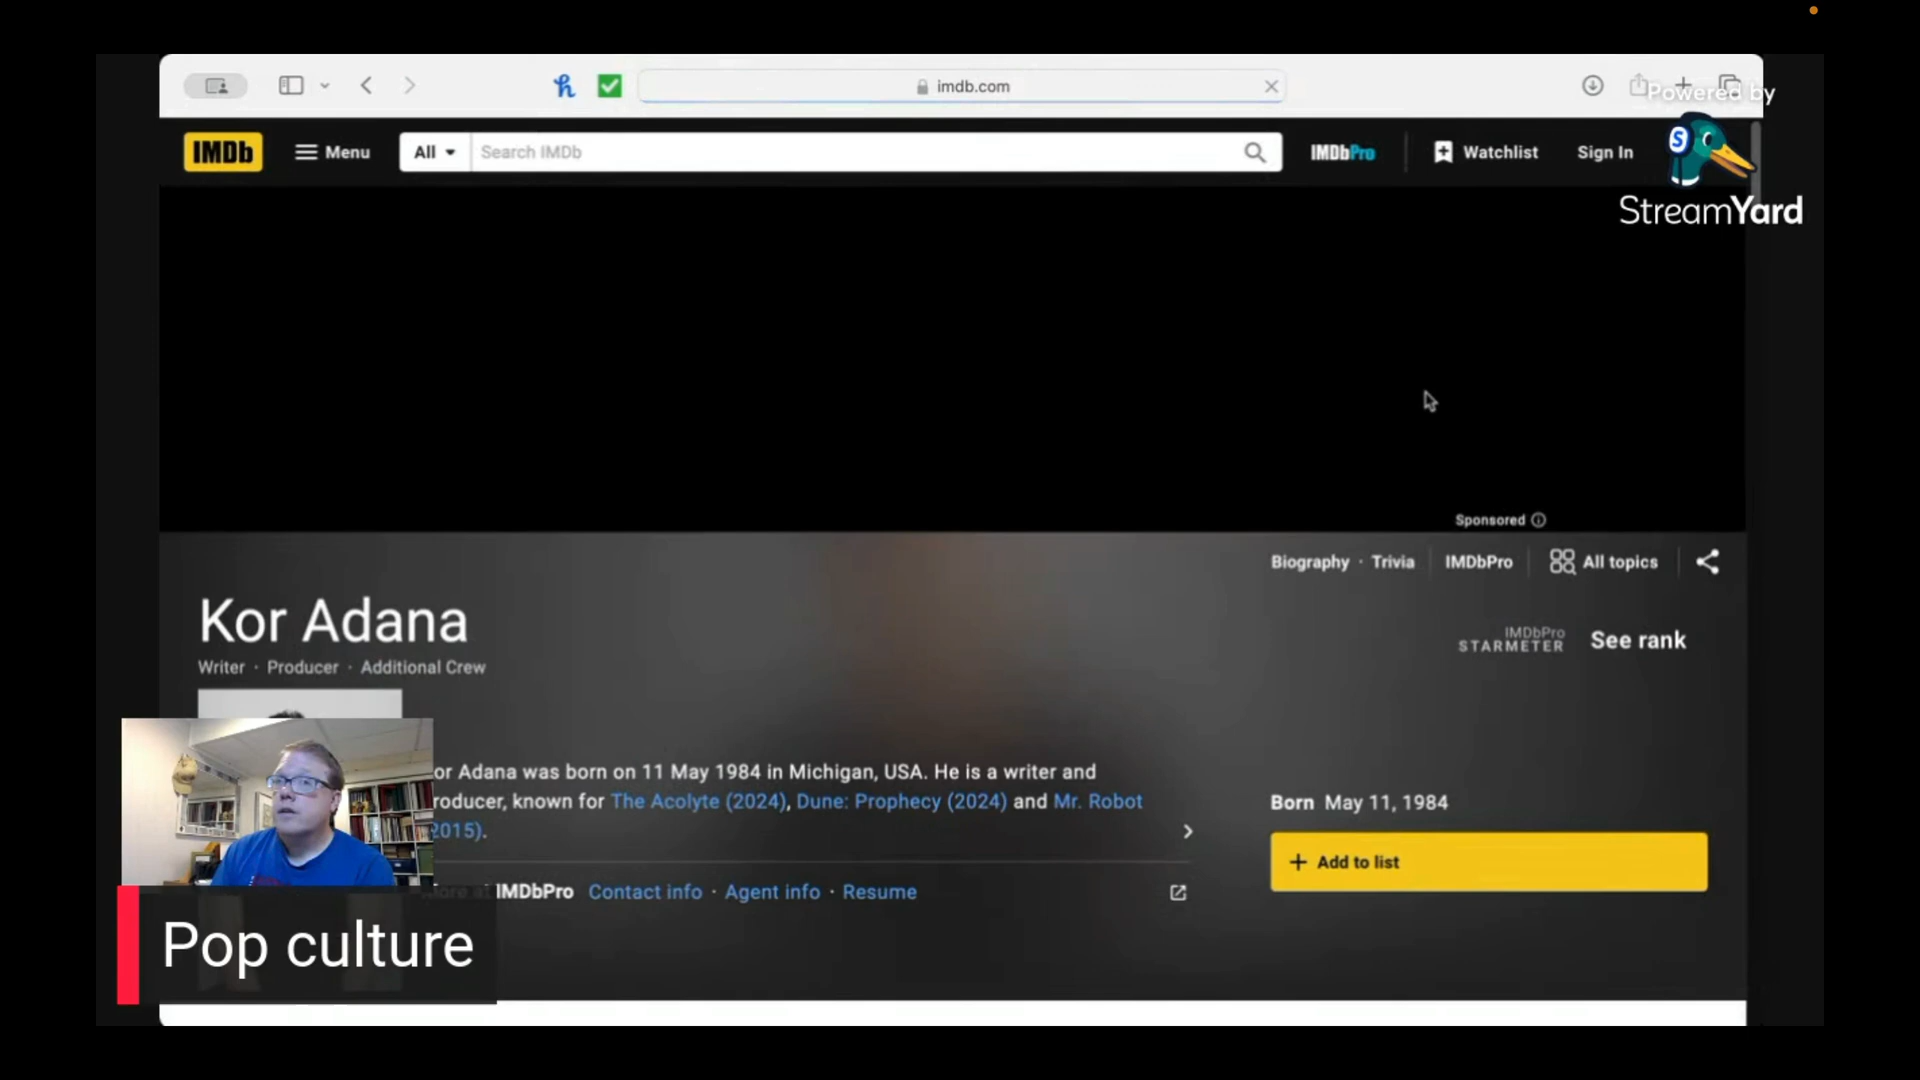 imdb.com
Powered by
IMDb
Menu
All
Search IMDb
IMDbPro
Watchlist
Sign In
S
StreamYard
Sponsored
Biography · Trivia
IMDbPro
All topics
Kor Adana
IMDbPro
STARMETER
See rank
Writer · Producer · Additional Crew
or Adana was born on 11 May 1984 in Michigan, USA. He is a writer and
roducer, known for The Acolyte (2024), Dune: Prophecy (2024) and Mr. Robot
2015).
Born May 11, 1984
Add to list
IMDbPro Contact info · Agent info · Resume
Pop culture